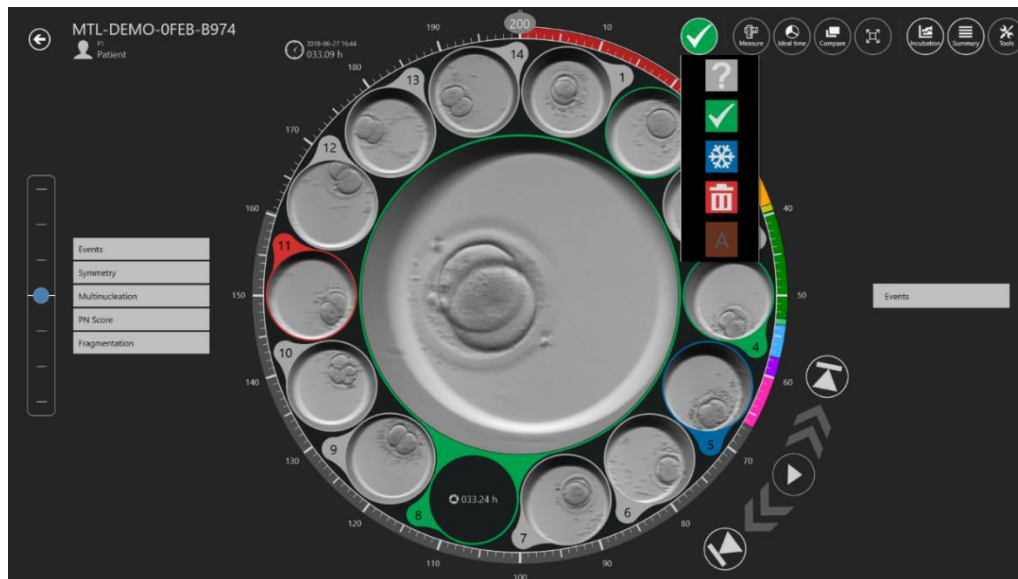 MTL-DEMO-0FEB-B974
P1
Patient
2018-06-27 16:44
033.09 h
Measure
Ideal time
Compare
Incubation
Summary
Tools
?
A
200
10
40
50
60
70
80
90
100
110
120
130
140
150
160
170
180
190
1
4
5
6
7
8
9
10
11
12
13
14
033.24 h
Events
Symmetry
Multinucleation
PN Score
Fragmentation
Events